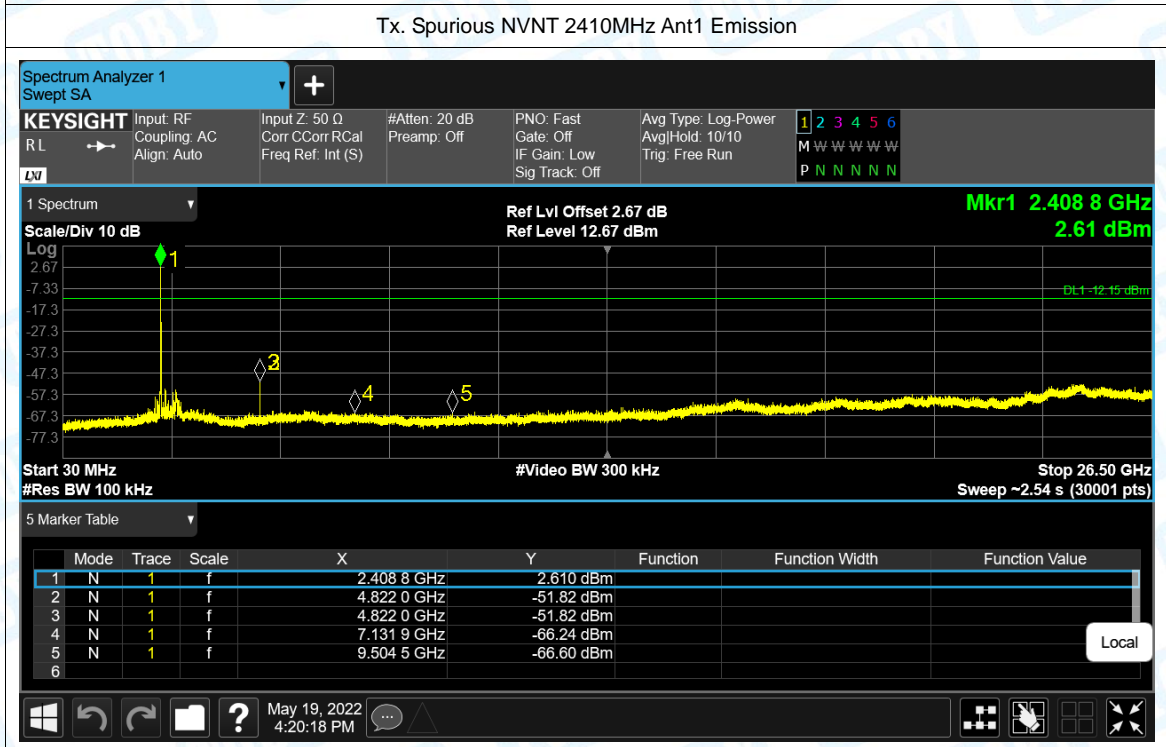 Tx. Spurious NVNT 2410MHz Ant1 Emission
Spectrum Analyzer 1
Swept SA
+
KEYSIGHT
RL
LXI
Input: RF
Coupling: AC
Align: Auto
Input Z: 50 Ω
Corr CCorr RCal
Freq Ref: Int (S)
#Atten: 20 dB
Preamp: Off
PNO: Fast
Gate: Off
IF Gain: Low
Sig Track: Off
Avg Type: Log-Power
Avg|Hold: 10/10
Trig: Free Run
1 2 3 4 5 6
M W W W W W
P N N N N N
1 Spectrum
Scale/Div 10 dB
Ref Lvl Offset 2.67 dB
Ref Level 12.67 dBm
Mkr1 2.408 8 GHz
2.61 dBm
Log
2.67
-7.33
-17.3
-27.3
-37.3
-47.3
-57.3
-67.3
-77.3
1
3
4
5
DL1 -12.15 dBm
Start 30 MHz
#Video BW 300 kHz
Stop 26.50 GHz
#Res BW 100 kHz
Sweep ~2.54 s (30001 pts)
5 Marker Table
Mode Trace Scale X Y Function Function Width Function Value
1 N 1 f 2.408 8 GHz 2.610 dBm
2 N 1 f 4.822 0 GHz -51.82 dBm
3 N 1 f 4.822 0 GHz -51.82 dBm
4 N 1 f 7.131 9 GHz -66.24 dBm
5 N 1 f 9.504 5 GHz -66.60 dBm
6
Local
?
May 19, 2022
4:20:18 PM